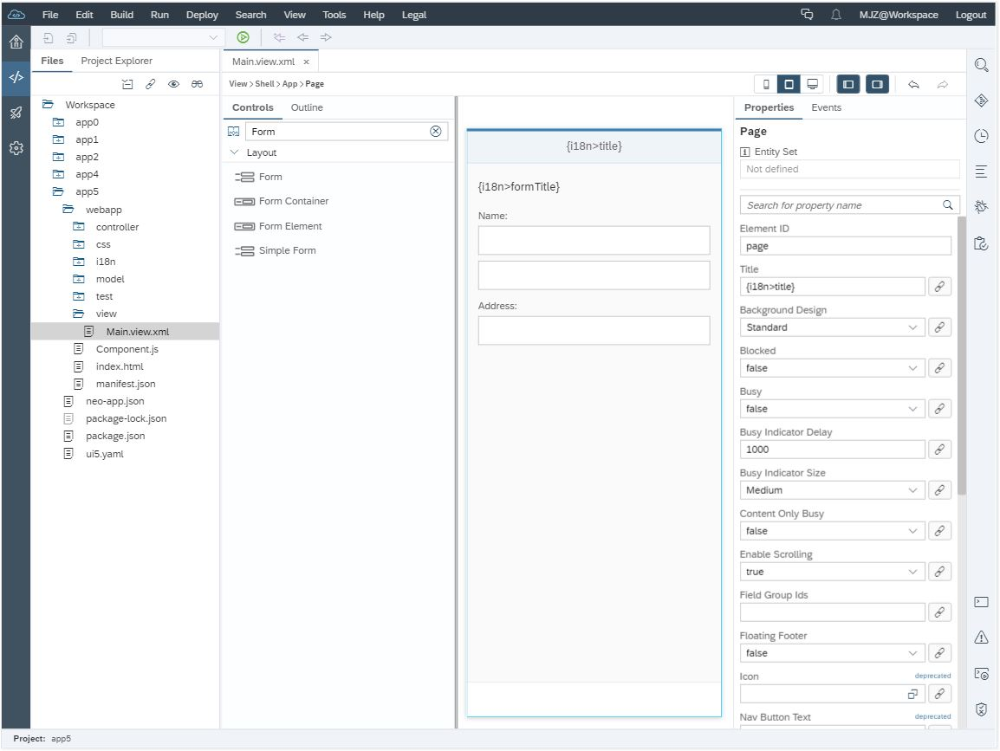 File Edit Build Run Deploy Search View Tools Help Legal MJZ@Workspace Logout
Files Project Explorer
Workspace
app0
app1
app2
app4
app5
webapp
controller
css
i18n
model
test
view
Main.view.xml
Component.js
index.html
manifest.json
neo-app.json
package-lock.json
package.json
ui5.yaml
Main.view.xml ×
View > Shell > App > Page
Controls Outline
Form
Layout
Form
Form Container
Form Element
Simple Form
{i18n>title}
{i18n>formTitle}
Name:
Address:
Properties Events
Page
Entity Set
Not defined
Search for property name
Element ID
page
Title
{i18n>title}
Background Design
Standard
Blocked
false
Busy
false
Busy Indicator Delay
1000
Busy Indicator Size
Medium
Content Only Busy
false
Enable Scrolling
true
Field Group Ids
Floating Footer
false
Icon deprecated
Nav Button Text deprecated
Project: app5